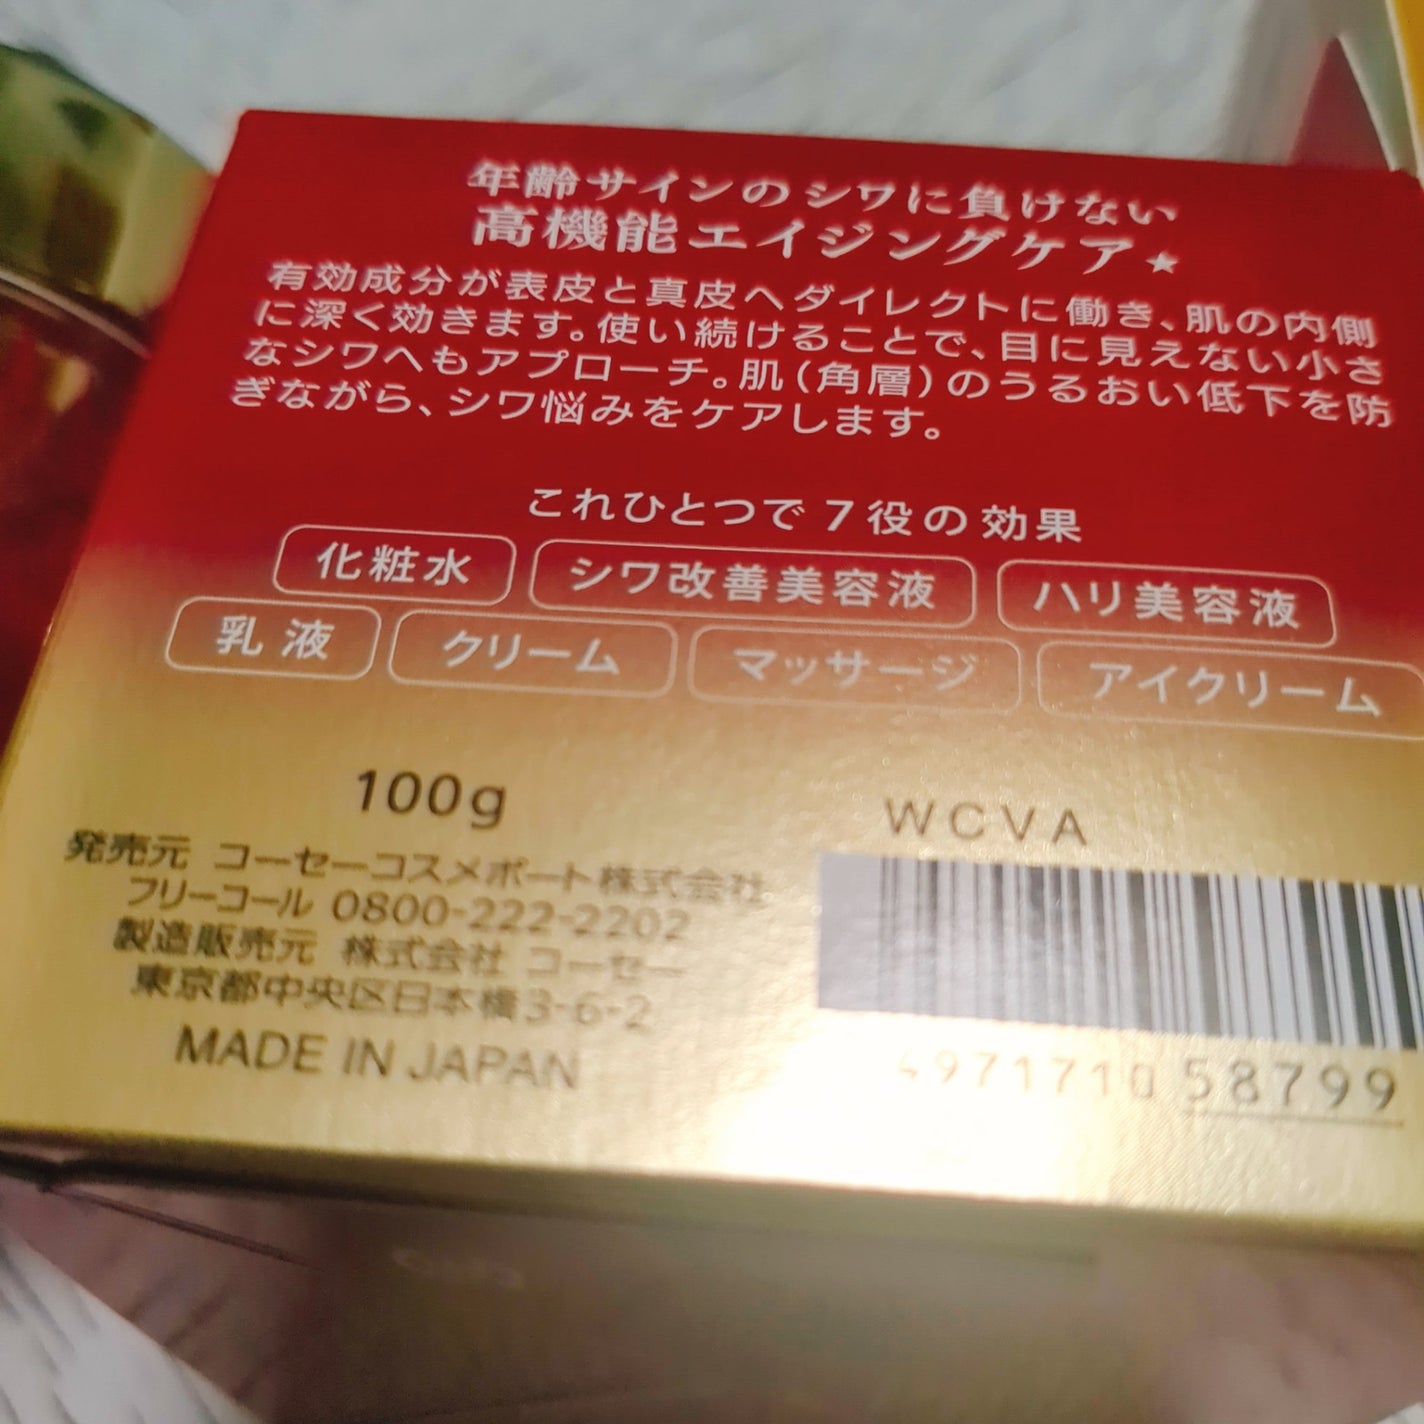 年齢サインのシワに負けない
高機能エイジングケア★
有効成分が表皮と真皮へダイレクトに働き、肌の内側
に深く効きます。使い続けることで、目に見えない小さ
なシワへもアプローチ。肌(角層)のうるおい低下を防
ぎながら、シワ悩みをケアします。
これひとつで7役の効果
化粧水 シワ改善美容液 ハリ美容液
乳液 クリーム マッサージ アイクリーム
100g
発売元 コーセーコスメポート株式会社
フリーコール 0800-222-2202
製造販売元 株式会社 コーセー
東京都中央区日本橋3-6-2
MADE IN JAPAN
WCVA
4971710 58799